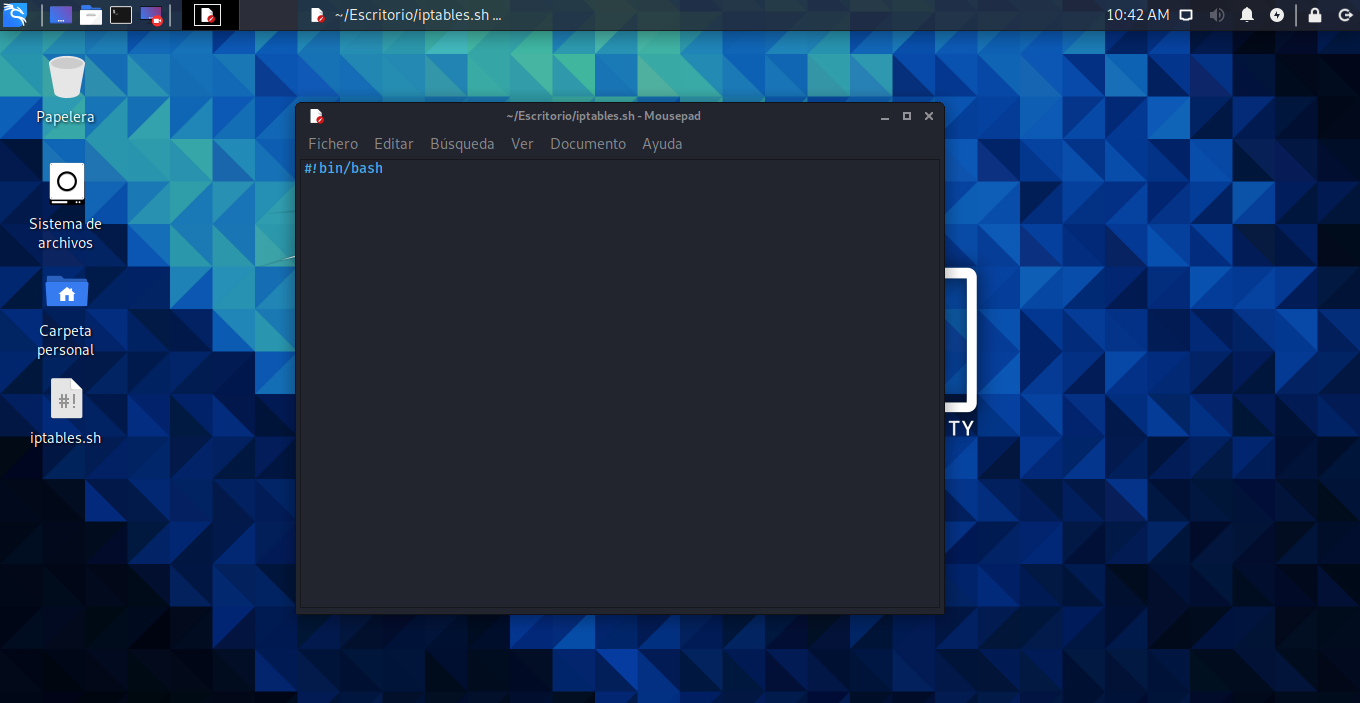 ~/Escritorio/iptables.sh ...
10:42 AM
Papelera
Sistema de
archivos
Carpeta
personal
#!
iptables.sh
~/Escritorio/iptables.sh - Mousepad
Fichero Editar Búsqueda Ver Documento Ayuda
#!bin/bash
TY